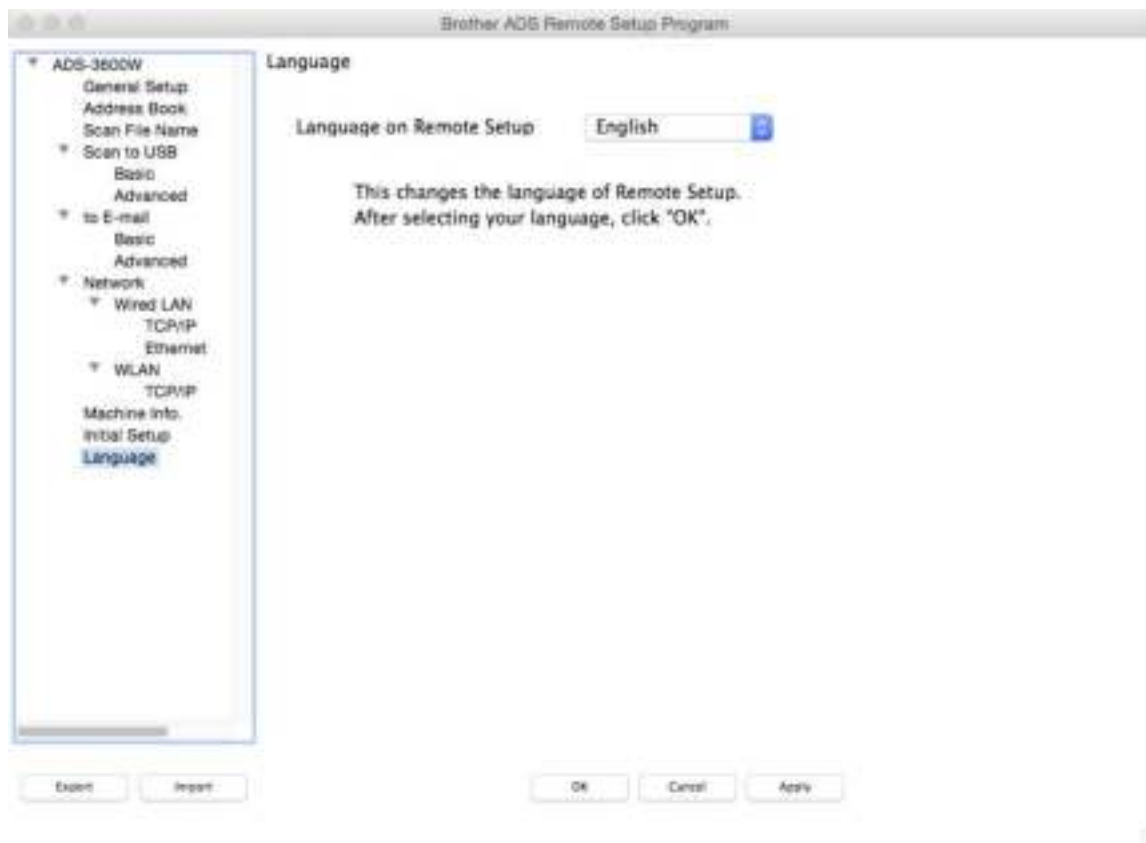 Brother ADS Remote Setup Program
ADS-3600W
General Setup
Address Book
Scan File Name
Scan to USB
Basic
Advanced
to E-mail
Basic
Advanced
Network
Wired LAN
TCP/IP
Ethernet
WLAN
TCP/IP
Machine Info.
Initial Setup
Language
Language
Language on Remote Setup English
This changes the language of Remote Setup.
After selecting your language, click "OK".
Export Import OK Cancel Apply